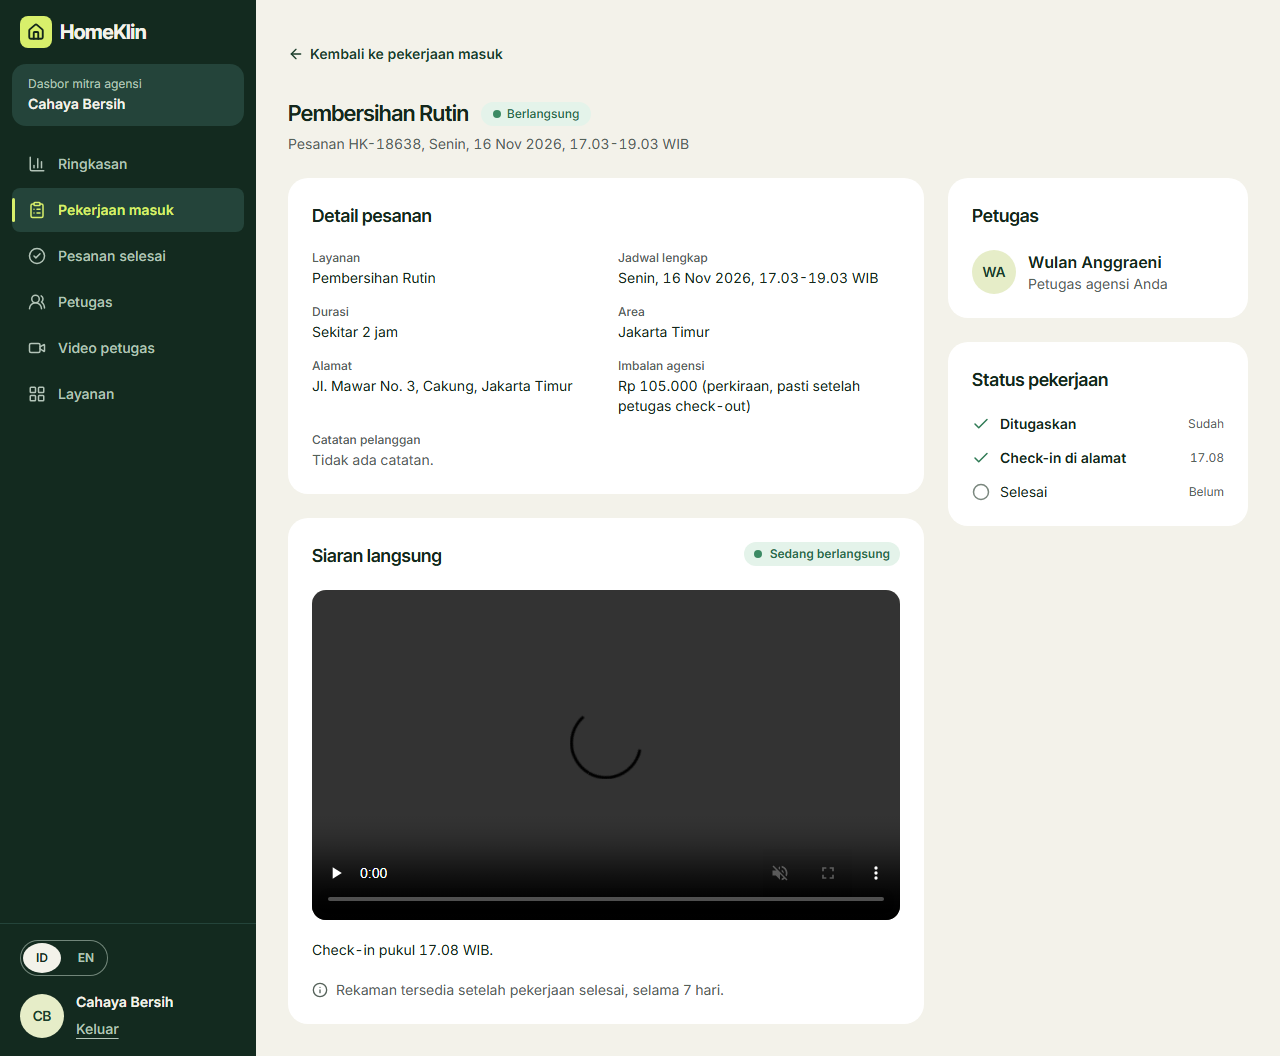 HomeKlin
Dasbor mitra agensi
Cahaya Bersih
Ringkasan
Pekerjaan masuk
Pesanan selesai
Petugas
Video petugas
Layanan
ID EN
CB
Cahaya Bersih
Keluar
Kembali ke pekerjaan masuk
Pembersihan Rutin
Berlangsung
Pesanan HK-18638, Senin, 16 Nov 2026, 17.03-19.03 WIB
Detail pesanan
Layanan
Pembersihan Rutin
Jadwal lengkap
Senin, 16 Nov 2026, 17.03-19.03 WIB
Durasi
Sekitar 2 jam
Area
Jakarta Timur
Alamat
Jl. Mawar No. 3, Cakung, Jakarta Timur
Imbalan agensi
Rp 105.000 (perkiraan, pasti setelah
petugas check-out)
Catatan pelanggan
Tidak ada catatan.
Siaran langsung
Sedang berlangsung
0:00
Check-in pukul 17.08 WIB.
Rekaman tersedia setelah pekerjaan selesai, selama 7 hari.
Petugas
WA
Wulan Anggraeni
Petugas agensi Anda
Status pekerjaan
Ditugaskan Sudah
Check-in di alamat 17.08
Selesai Belum